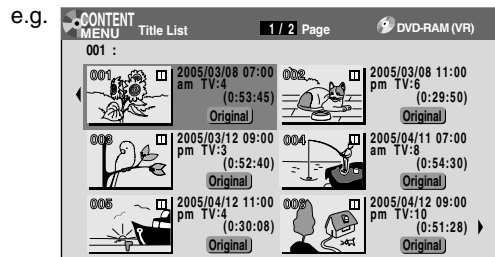 e.g.
CONTENT MENU Title List 1 / 2 Page DVD-RAM (VR)
001 :
001 2005/03/08 07:00 am TV:4 (0:53:45) Original
002 2005/03/08 11:00 pm TV:6 (0:29:50) Original
003 2005/03/12 09:00 pm TV:3 (0:52:40) Original
004 2005/04/11 07:00 am TV:8 (0:54:30) Original
005 2005/04/12 11:00 pm TV:4 (0:30:08) Original
006 2005/04/12 09:00 pm TV:10 (0:51:28) Original